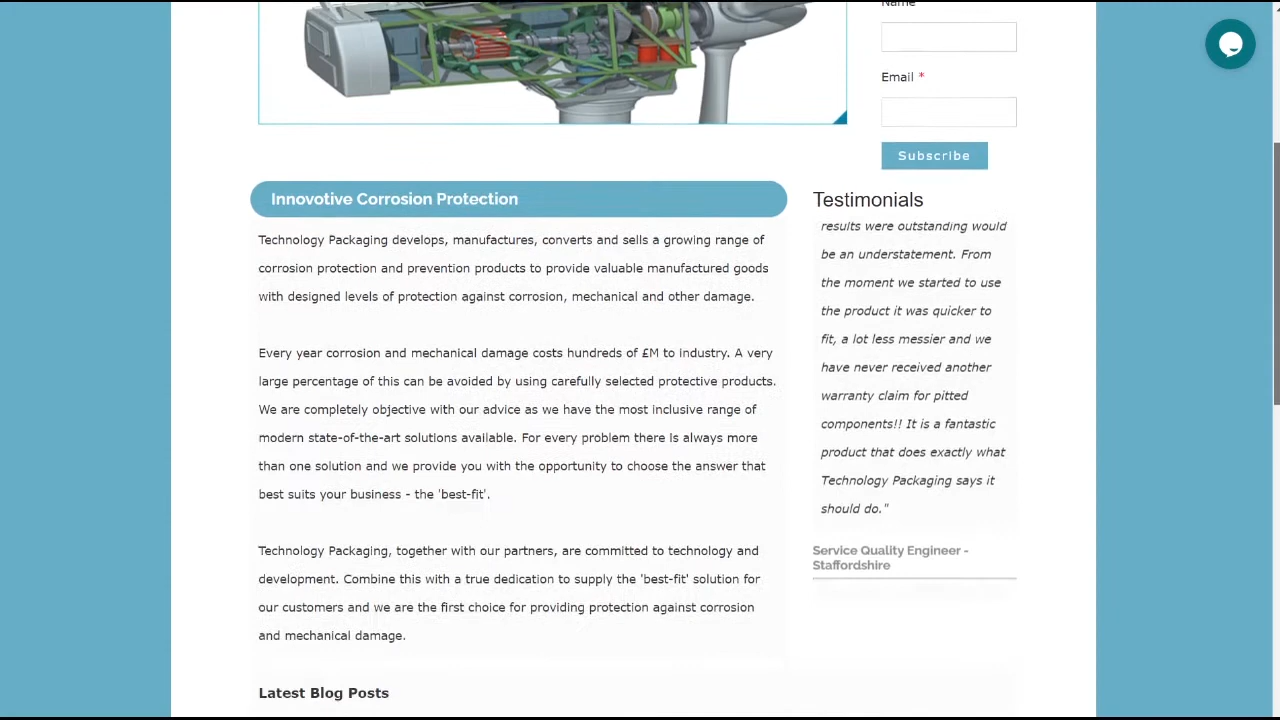 Name
Email *
Subscribe
Innovotive Corrosion Protection
Technology Packaging develops, manufactures, converts and sells a growing range of
corrosion protection and prevention products to provide valuable manufactured goods
with designed levels of protection against corrosion, mechanical and other damage.
Every year corrosion and mechanical damage costs hundreds of £M to industry. A very
large percentage of this can be avoided by using carefully selected protective products.
We are completely objective with our advice as we have the most inclusive range of
modern state-of-the-art solutions available. For every problem there is always more
than one solution and we provide you with the opportunity to choose the answer that
best suits your business - the 'best-fit'.
Technology Packaging, together with our partners, are committed to technology and
development. Combine this with a true dedication to supply the 'best-fit' solution for
our customers and we are the first choice for providing protection against corrosion
and mechanical damage.
Latest Blog Posts
Testimonials
results were outstanding would
be an understatement. From
the moment we started to use
the product it was quicker to
fit, a lot less messier and we
have never received another
warranty claim for pitted
components!! It is a fantastic
product that does exactly what
Technology Packaging says it
should do."
Service Quality Engineer -
Staffordshire